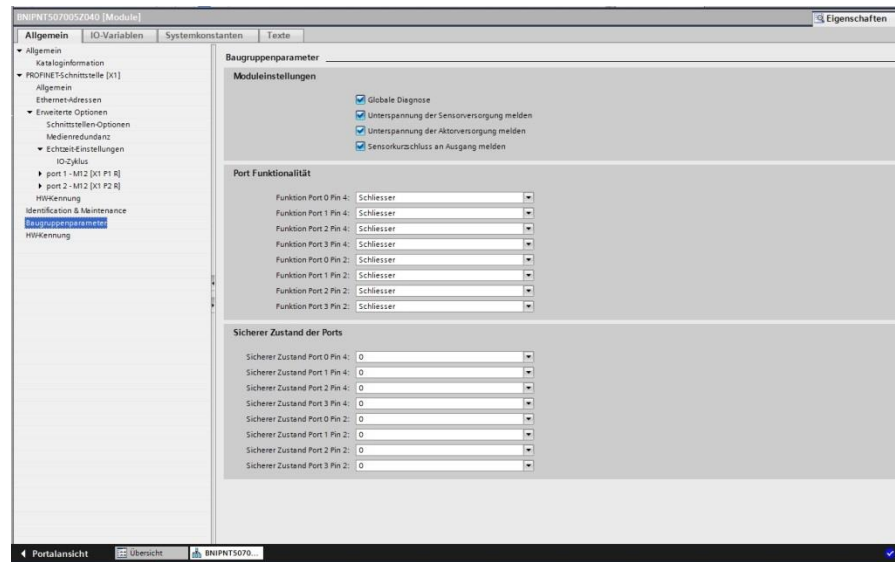 BNIPNT507005Z040 [Module]
Eigenschaften
Allgemein
IO-Variablen
Systemkonstanten
Texte
Allgemein
Kataloginformation
PROFINET-Schnittstelle [X1]
Allgemein
Ethernet-Adressen
Erweiterte Optionen
Schnittstellen-Optionen
Medienredundanz
Echtzeit-Einstellungen
IO-Zyklus
port 1 - M12 [X1 P1 R]
port 2 - M12 [X1 P2 R]
HW-Kennung
Identification & Maintenance
Baugruppenparameter
HW-Kennung
Baugruppenparameter
Moduleinstellungen
Globale Diagnose
Unterspannung der Sensorversorgung melden
Unterspannung der Aktorversorgung melden
Sensorkurzschluss an Ausgang melden
Port Funktionalität
Funktion Port 0 Pin 4: Schliesser
Funktion Port 1 Pin 4: Schliesser
Funktion Port 2 Pin 4: Schliesser
Funktion Port 3 Pin 4: Schliesser
Funktion Port 0 Pin 2: Schliesser
Funktion Port 1 Pin 2: Schliesser
Funktion Port 2 Pin 2: Schliesser
Funktion Port 3 Pin 2: Schliesser
Sicherer Zustand der Ports
Sicherer Zustand Port 0 Pin 4: 0
Sicherer Zustand Port 1 Pin 4: 0
Sicherer Zustand Port 2 Pin 4: 0
Sicherer Zustand Port 3 Pin 4: 0
Sicherer Zustand Port 0 Pin 2: 0
Sicherer Zustand Port 1 Pin 2: 0
Sicherer Zustand Port 2 Pin 2: 0
Sicherer Zustand Port 3 Pin 2: 0
Portalansicht
Übersicht
BNIPNT5070...